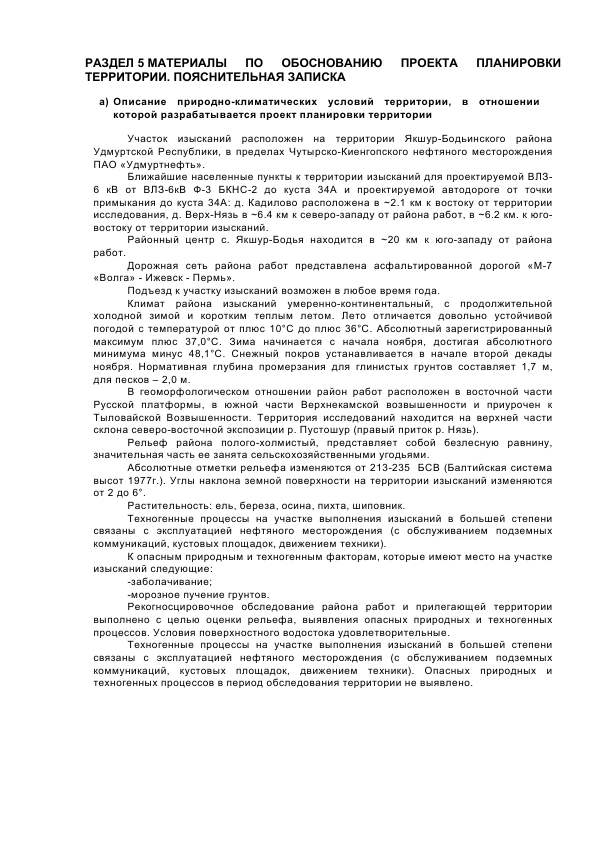 РАЗДЕЛ 5 МАТЕРИАЛЫ ПО ОБОСНОВАНИЮ ПРОЕКТА ПЛАНИРОВКИ
ТЕРРИТОРИИ. ПОЯСНИТЕЛЬНАЯ ЗАПИСКА
а) Описание природно-климатических условий территории, в отношении
которой разрабатывается проект планировки территории
Участок изысканий расположен на территории Якшур-Бодьинского района
Удмуртской Республики, в пределах Чутырско-Киенгопского нефтяного месторождения
ПАО «Удмуртнефть».
Ближайшие населенные пункты к территории изысканий для проектируемой ВЛЗ-
6 кВ от ВЛЗ-6кВ Ф-3 БКНС-2 до куста 34А и проектируемой автодороге от точки
примыкания до куста 34А: д. Кадилово расположена в ~2.1 км к востоку от территории
исследования, д. Верх-Нязь в ~6.4 км к северо-западу от района работ, в ~6.2 км. к юго-
востоку от территории изысканий.
Районный центр с. Якшур-Бодья находится в ~20 км к юго-западу от района
работ.
Дорожная сеть района работ представлена асфальтированной дорогой «М-7
«Волга» - Ижевск - Пермь».
Подъезд к участку изысканий возможен в любое время года.
Климат района изысканий умеренно-континентальный, с продолжительной
холодной зимой и коротким теплым летом. Лето отличается довольно устойчивой
погодой с температурой от плюс 10°С до плюс 36°С. Абсолютный зарегистрированный
максимум плюс 37,0°С. Зима начинается с начала ноября, достигая абсолютного
минимума минус 48,1°С. Снежный покров устанавливается в начале второй декады
ноября. Нормативная глубина промерзания для глинистых грунтов составляет 1,7 м,
для песков – 2,0 м.
В геоморфологическом отношении район работ расположен в восточной части
Русской платформы, в южной части Верхнекамской возвышенности и приурочен к
Тыловайской Возвышенности. Территория исследований находится на верхней части
склона северо-восточной экспозиции р. Пустошур (правый приток р. Нязь).
Рельеф района полого-холмистый, представляет собой безлесную равнину,
значительная часть ее занята сельскохозяйственными угодьями.
Абсолютные отметки рельефа изменяются от 213-235 БСВ (Балтийская система
высот 1977г.). Углы наклона земной поверхности на территории изысканий изменяются
от 2 до 6°.
Растительность: ель, береза, осина, пихта, шиповник.
Техногенные процессы на участке выполнения изысканий в большей степени
связаны с эксплуатацией нефтяного месторождения (с обслуживанием подземных
коммуникаций, кустовых площадок, движением техники).
К опасным природным и техногенным факторам, которые имеют место на участке
изысканий следующие:
-заболачивание;
-морозное пучение грунтов.
Рекогносцировочное обследование района работ и прилегающей территории
выполнено с целью оценки рельефа, выявления опасных природных и техногенных
процессов. Условия поверхностного водостока удовлетворительные.
Техногенные процессы на участке выполнения изысканий в большей степени
связаны с эксплуатацией нефтяного месторождения (с обслуживанием подземных
коммуникаций, кустовых площадок, движением техники). Опасных природных и
техногенных процессов в период обследования территории не выявлено.